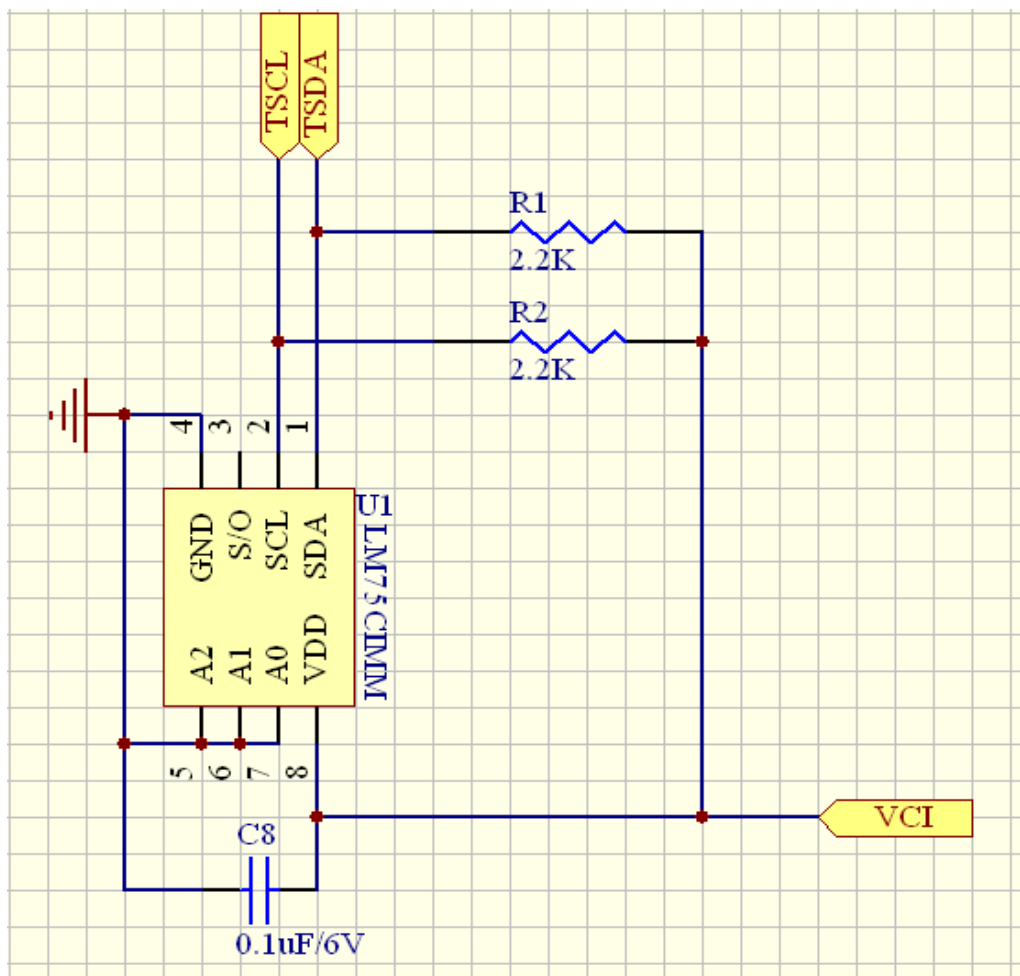 TSCL
TSDA
R1
2.2K
R2
2.2K
4
3
2
1
U1
LM75CIMM
GND
S/O
SCL
SDA
A2
A1
A0
VDD
5
6
7
8
VCI
C8
0.1uF/6V